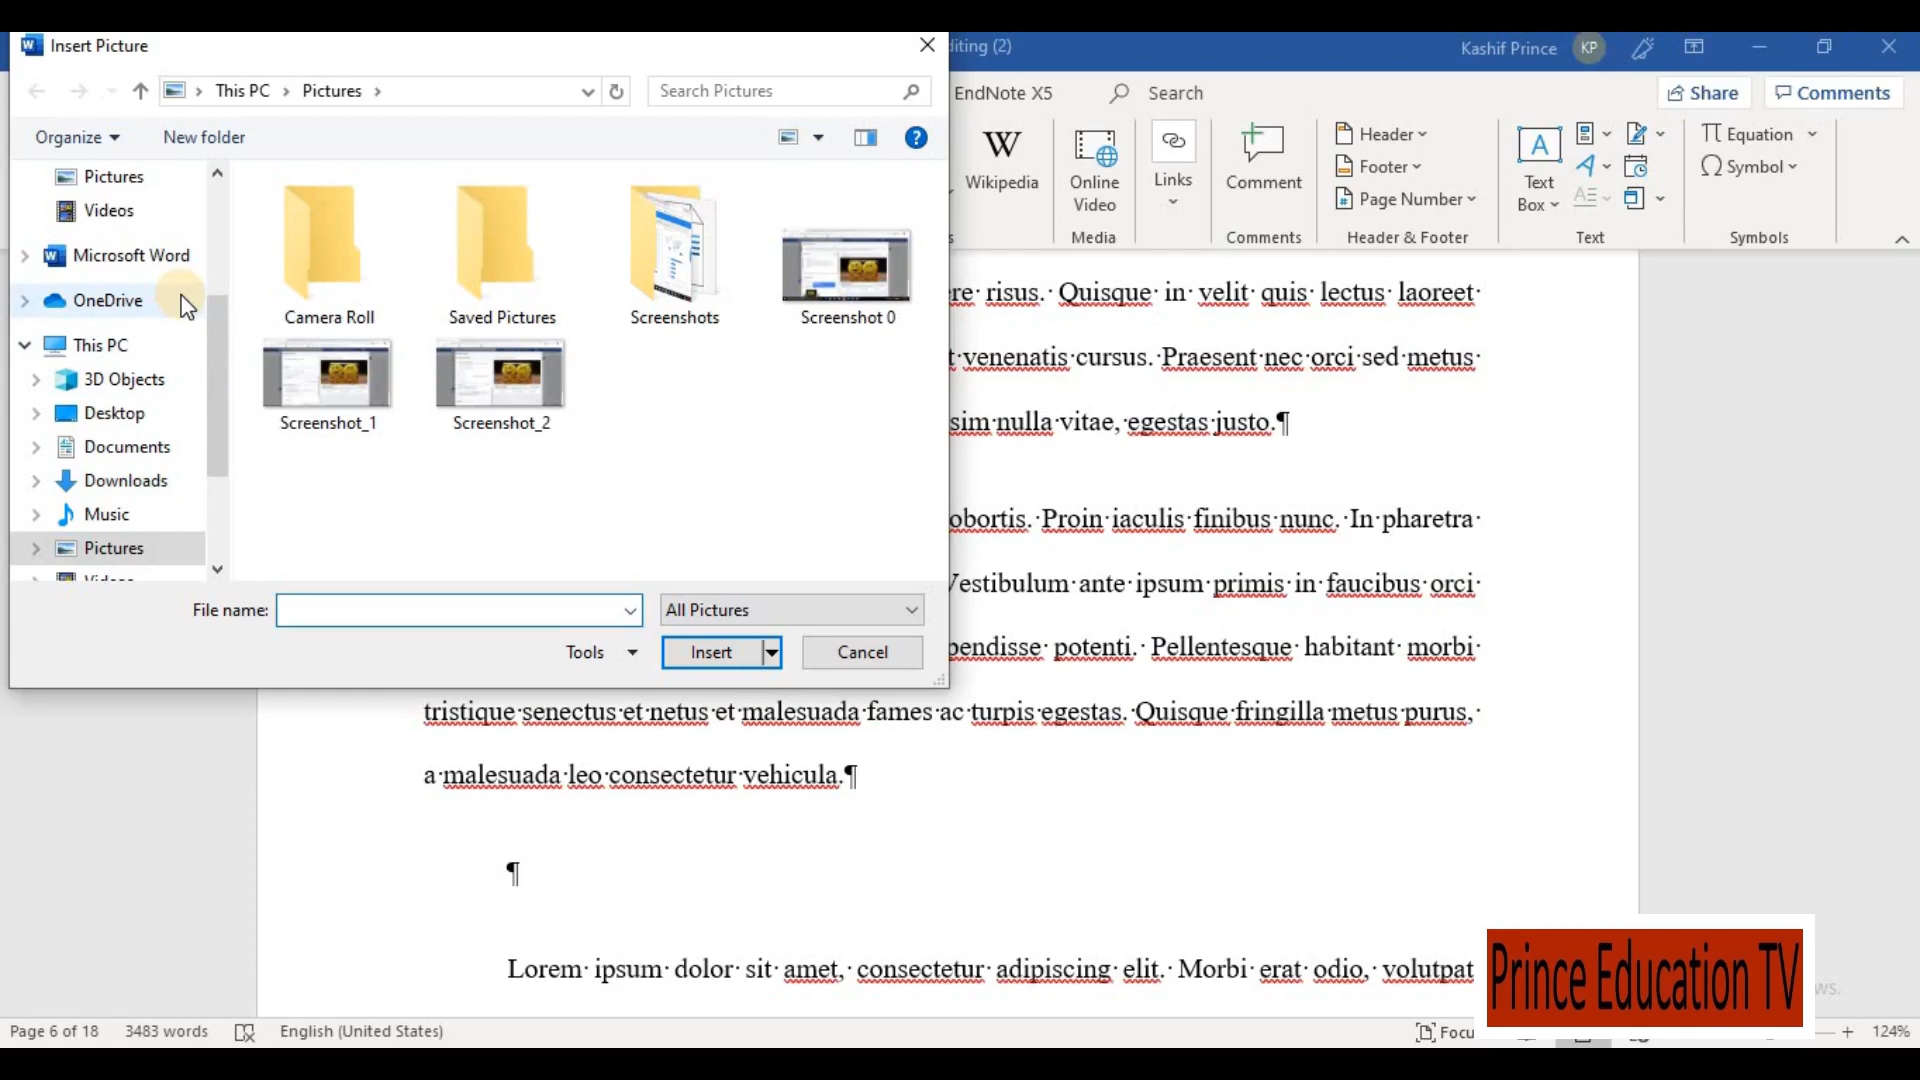 Insert Picture
iting (2)
Kashif Prince
KP
This PC
Pictures
Search Pictures
EndNote X5
Search
Share
Comments
Organize
New folder
Wikipedia
Online
Video
Media
Links
Comment
Comments
Header
Footer
Page Number
Header & Footer
A
Text
Box
Text
Equation
Symbol
Symbols
Pictures
Videos
Microsoft Word
OneDrive
This PC
3D Objects
Desktop
Documents
Downloads
Music
Pictures
Videos
Camera Roll
Saved Pictures
Screenshots
Screenshot 0
Screenshot_1
Screenshot_2
File name:
All Pictures
Tools
Insert
Cancel
re risus. Quisque in velit quis lectus laoreet
t venenatis cursus. Praesent nec orci sed metus
sim nulla vitae, egestas justo.¶
obortis. Proin iaculis finibus nunc. In pharetra
Vestibulum ante ipsum primis in faucibus orci
pendisse potenti. Pellentesque habitant morbi
tristique senectus et netus et malesuada fames ac turpis egestas. Quisque fringilla metus purus,
a malesuada leo consectetur vehicula.¶
¶
Lorem ipsum dolor sit amet, consectetur adipiscing elit. Morbi erat odio, volutpat
Prince Education TV
ws.
Page 6 of 18
3483 words
English (United States)
Focu
124%